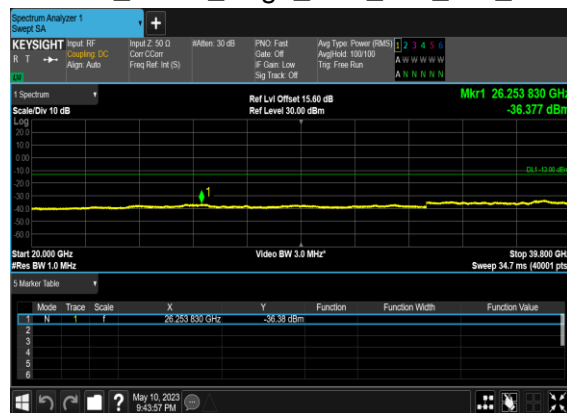 Spectrum Analyzer 1
Swept SA
+
KEYSIGHT Input: RF Input Z: 50 Ω #Atten: 30 dB PNO: Fast Avg Type: Power (RMS) 1 2 3 4 5 6
R T Coupling: DC Corr CCorr Gate: Off Avg|Hold: 100/100 A W W W W W
Align: Auto Freq Ref: Int (S) IF Gain: Low Trig: Free Run A N N N N N
Sig Track: Off
1 Spectrum Ref Lvl Offset 15.60 dB Mkr1 26.253 830 GHz
Scale/Div 10 dB Ref Level 30.00 dBm -36.377 dBm
Log
20.0
10.0
0.00
-10.0 DL1 -13.00 dBm
-20.0
-30.0 1
-40.0
-50.0
-60.0
Start 20.000 GHz Video BW 3.0 MHz* Stop 39.800 GHz
#Res BW 1.0 MHz Sweep 34.7 ms (40001 pts)
5 Marker Table
Mode Trace Scale X Y Function Function Width Function Value
1 N 1 f 26.253 830 GHz -36.38 dBm
2
3
4
5
6
? May 10, 2023
9:43:57 PM